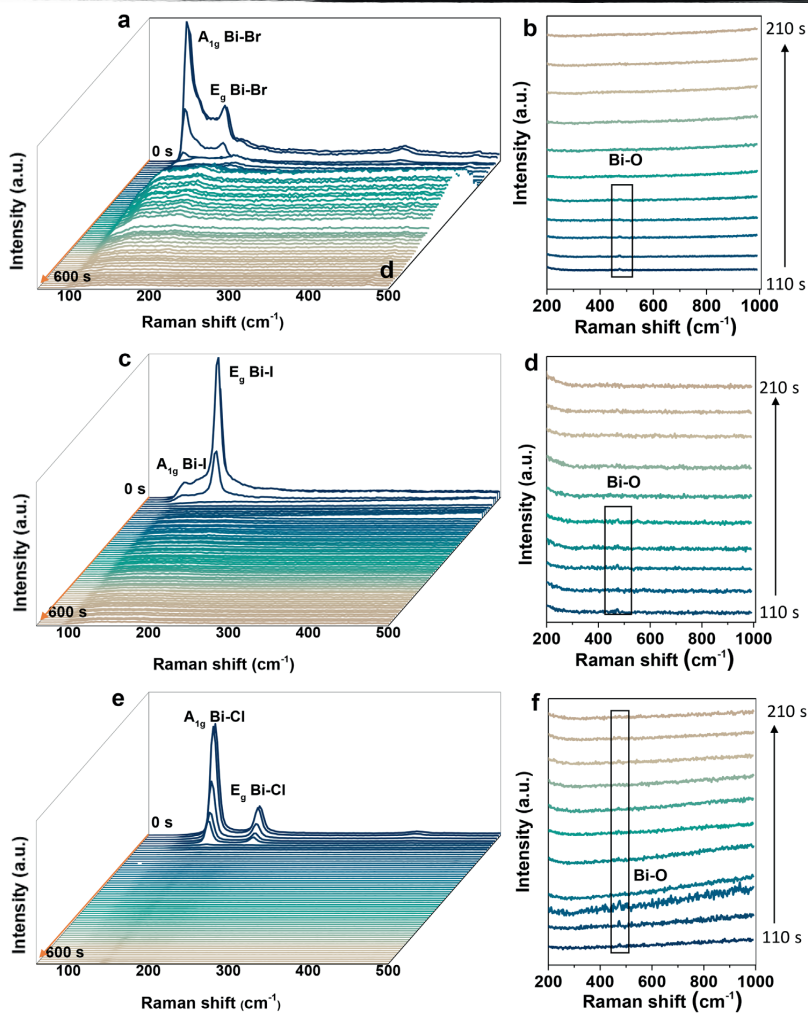 a
A1g Bi-Br
Eg Bi-Br
0 s
600 s
d
Intensity (a.u.)
100 200 300 400 500
Raman shift (cm-1)
b
210 s
Bi-O
110 s
Intensity (a.u.)
200 400 600 800 1000
Raman shift (cm-1)
c
Eg Bi-I
A1g Bi-I
0 s
600 s
Intensity (a.u.)
100 200 300 400 500
Raman shift (cm-1)
d
210 s
Bi-O
110 s
Intensity (a.u.)
200 400 600 800 1000
Raman shift (cm-1)
e
A1g Bi-Cl
Eg Bi-Cl
0 s
600 s
Intensity (a.u.)
100 200 300 400 500
Raman shift (cm-1)
f
210 s
Bi-O
110 s
Intensity (a.u.)
200 400 600 800 1000
Raman shift (cm-1)